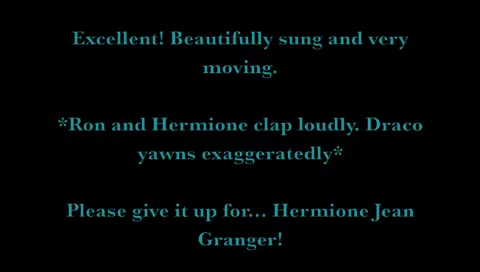 Excellent! Beautifully sung and very
moving.
*Ron and Hermione clap loudly. Draco
yawns exaggeratedly*
Please give it up for... Hermione Jean
Granger!